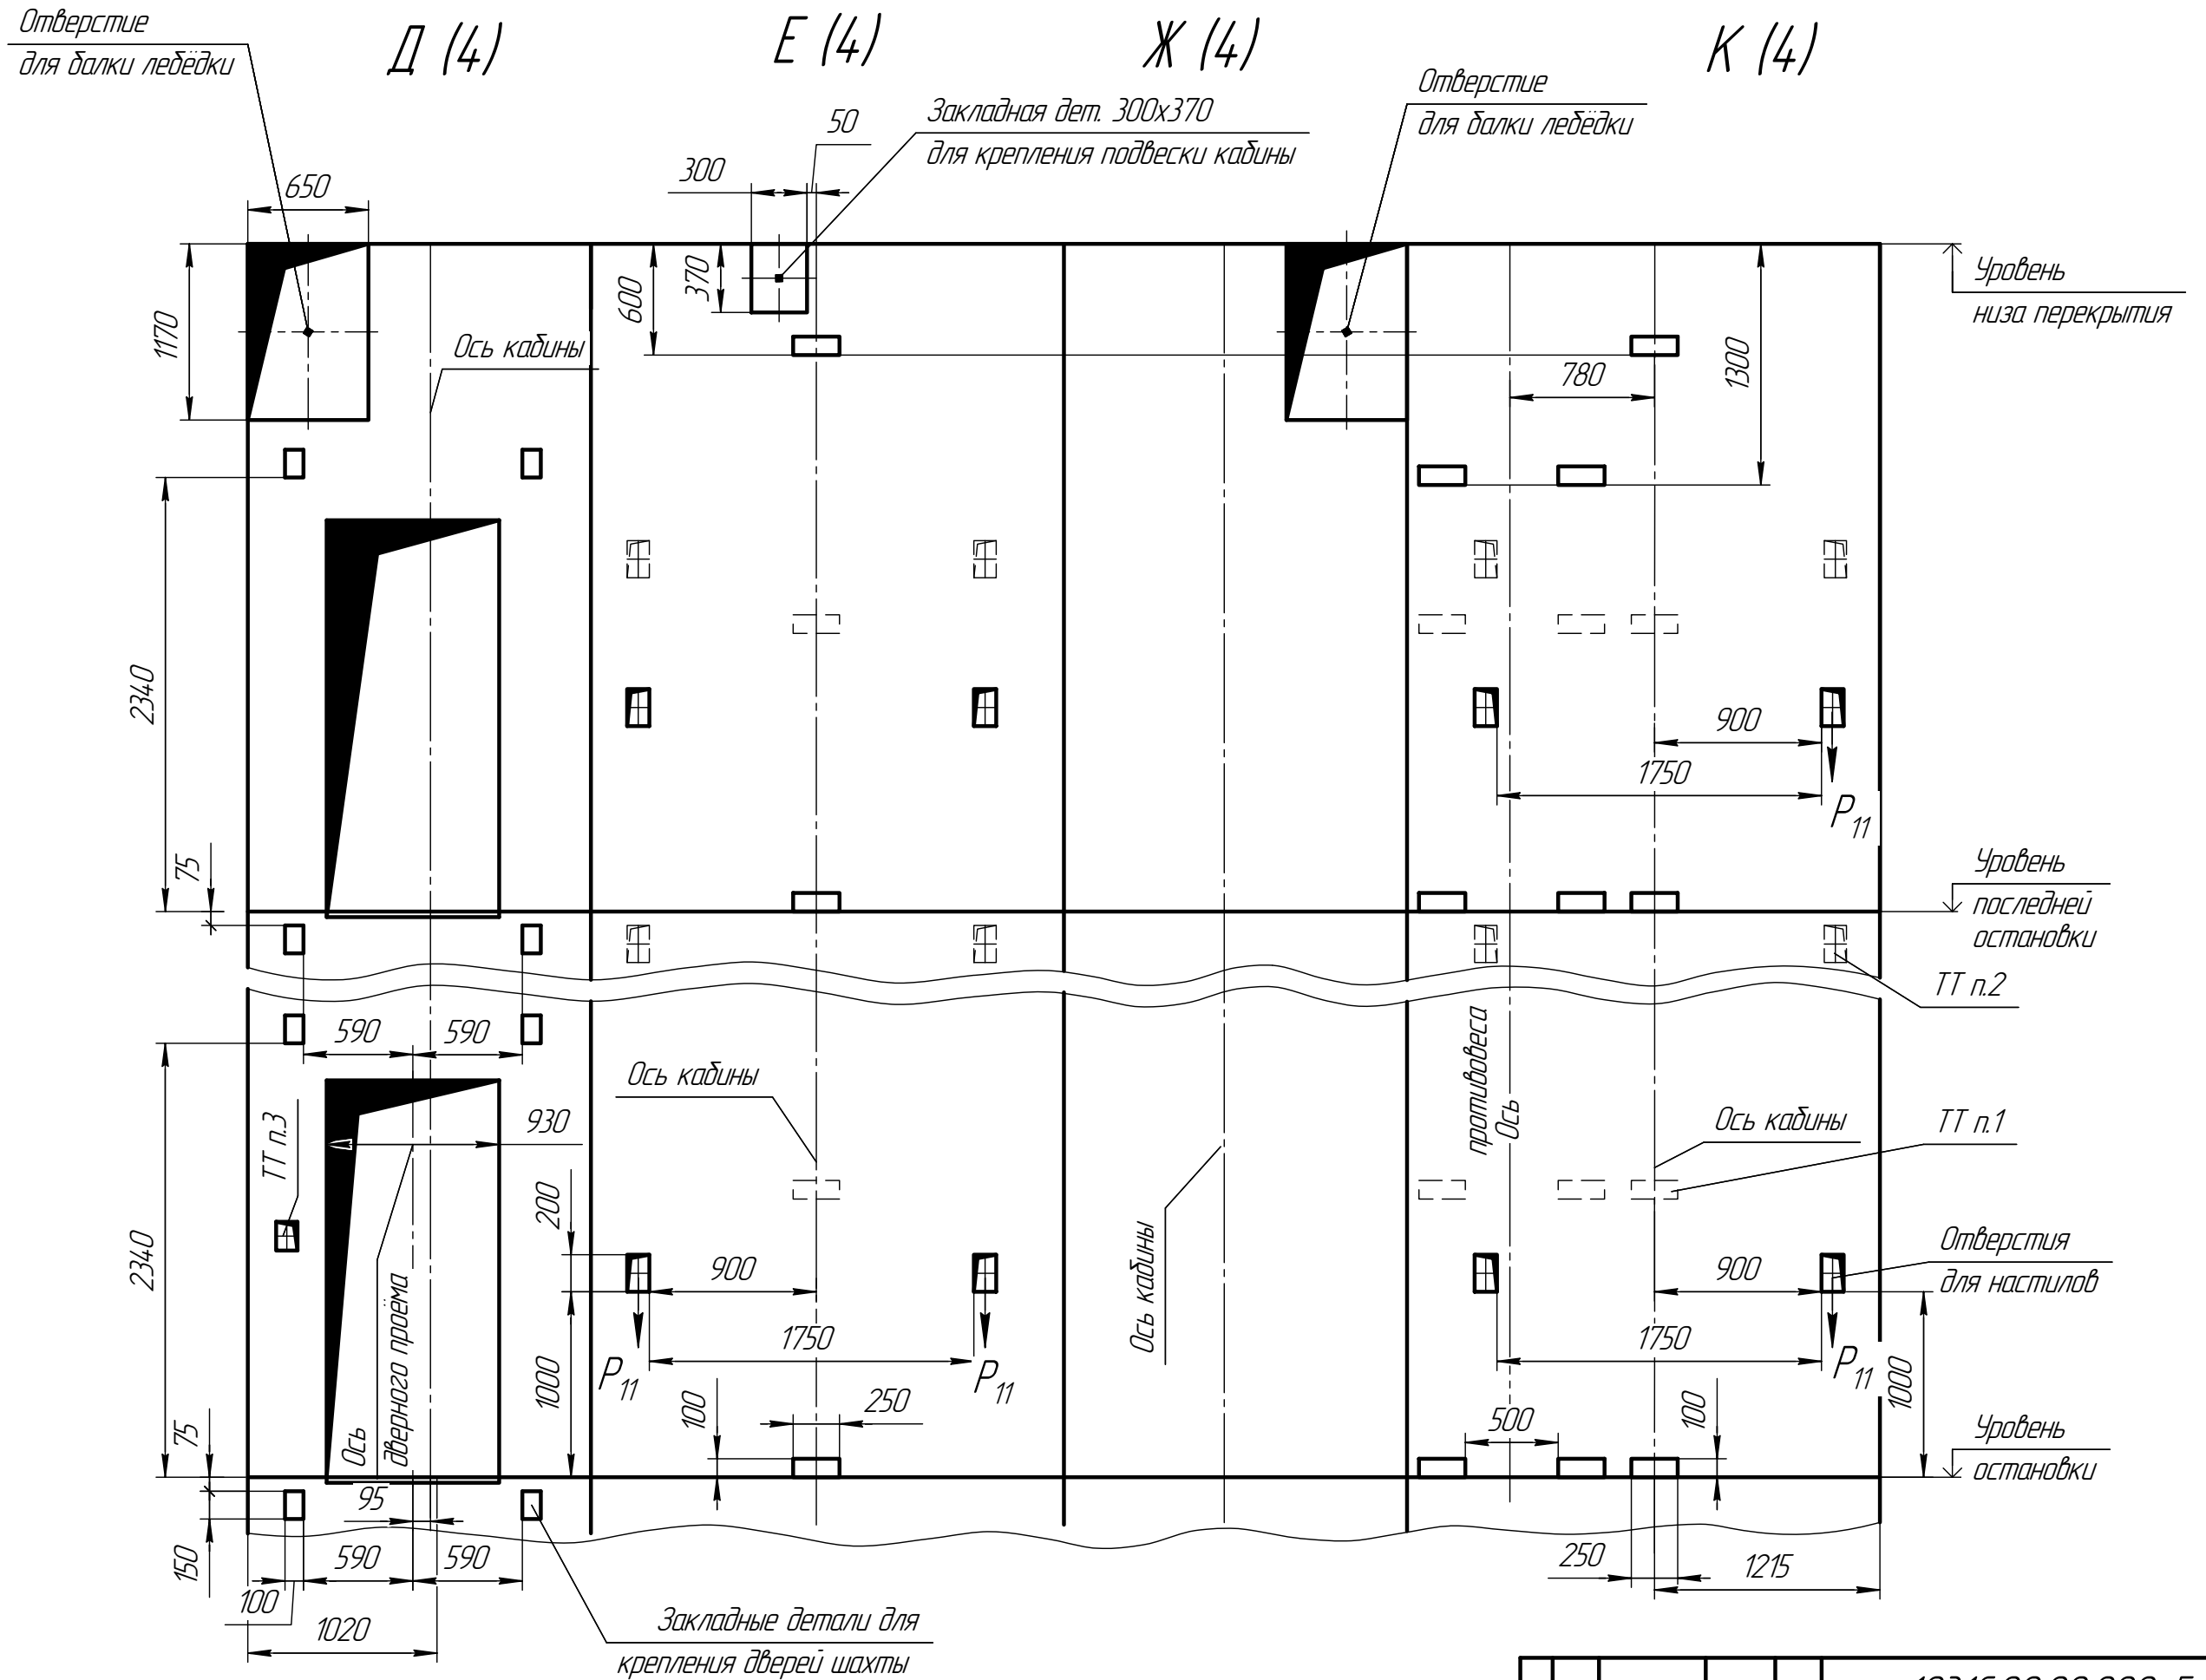 Отверстие
для балки лебёдки
Д (4)
Е (4)
Ж (4)
К (4)
Закладная дет. 300х370
для крепления подвески кабины
Отверстие
для балки лебёдки
50
300
650
1170
600
370
Ось кабины
780
1300
Уровень
низа перекрытия
2340
900
1750
Р11
75
Уровень
последней
остановки
ТТ п.2
590
590
Ось кабины
противовеса
Ось
Ось кабины
ТТ п.1
ТТ п.3
930
2340
200
900
Ось кабины
900
Отверстия
для настилов
Ось
дверного проёма
1000
1750
Р11
Р11
1750
Р11
1000
100
250
500
100
75
Уровень
остановки
95
150
590
590
100
1020
250
1215
Закладные детали для
крепления дверей шахты